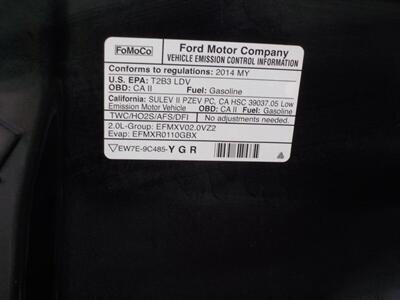 FoMoCo
Ford Motor Company
VEHICLE EMISSION CONTROL INFORMATION
Conforms to regulations: 2014 MY
U.S. EPA: T2B3 LDV
OBD: CA II Fuel: Gasoline
California: SULEV II PZEV PC, CA HSC 39037.05 Low
Emission Motor Vehicle OBD: CA II Fuel: Gasoline
TWC/HO2S/AFS/DFI No adjustments needed.
2.0L-Group: EFMXV02.0VZ2
Evap: EFMXR0110GBX
EW7E-9C485-YGR